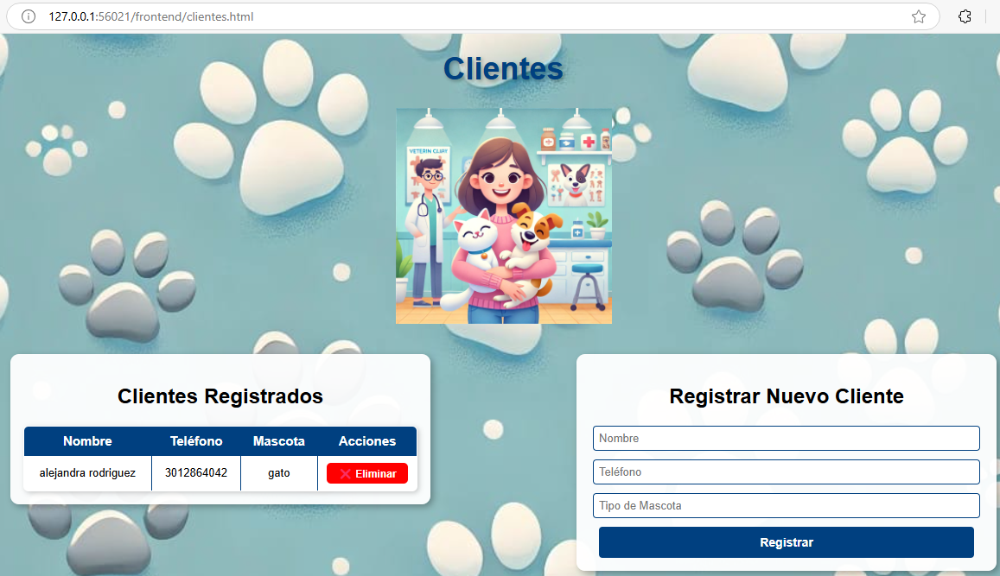 127.0.0.1:56021/frontend/clientes.html
Clientes
VETERIN CLIFY
Clientes Registrados
Nombre Teléfono Mascota Acciones
alejandra rodriguez 3012864042 gato ❌ Eliminar
Registrar Nuevo Cliente
Nombre
Teléfono
Tipo de Mascota
Registrar